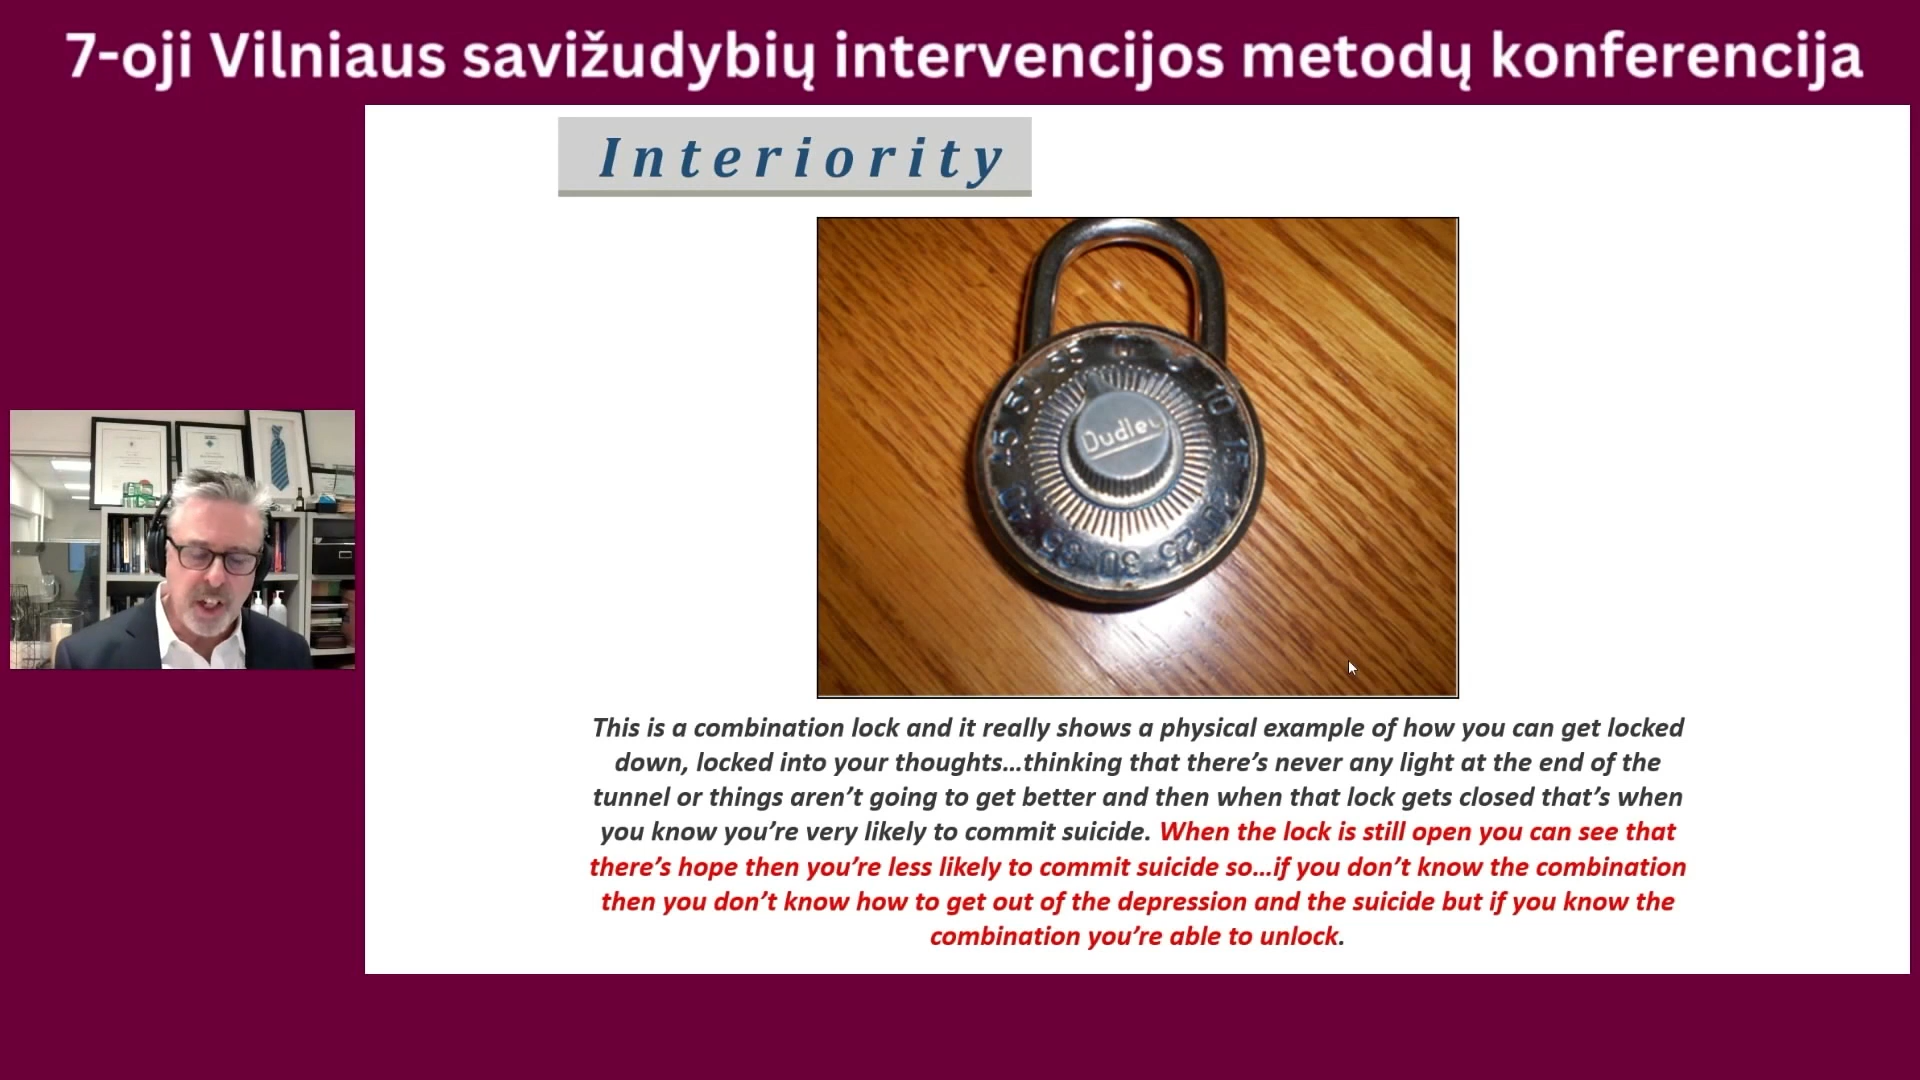 7-oji Vilniaus savižudybių intervencijos metodų konferencija
Interiority
Dudley
10
15
25
30
This is a combination lock and it really shows a physical example of how you can get locked
down, locked into your thoughts…thinking that there’s never any light at the end of the
tunnel or things aren’t going to get better and then when that lock gets closed that’s when
you know you’re very likely to commit suicide. When the lock is still open you can see that
there’s hope then you’re less likely to commit suicide so…if you don’t know the combination
then you don’t know how to get out of the depression and the suicide but if you know the
combination you’re able to unlock.